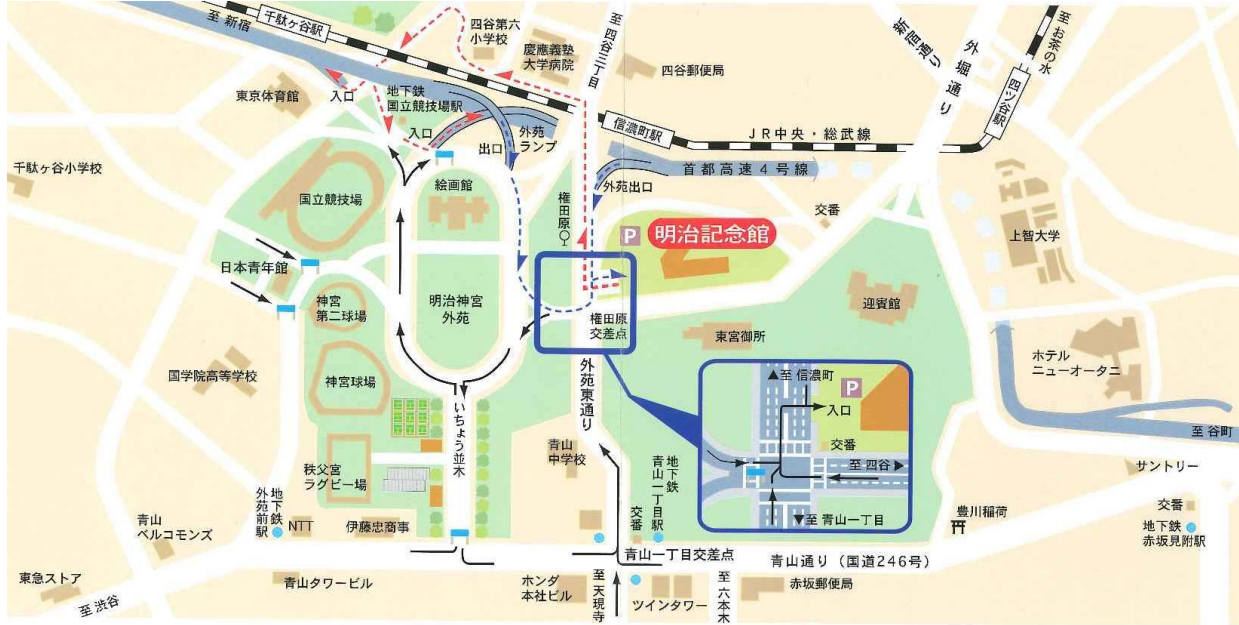 至 新宿
千駄ヶ谷駅
四谷第六
小学校
慶應義塾
大学病院
至 四谷三丁目
四谷郵便局
新宿通り
外堀通り
至 お茶の水
四ツ谷駅
東京体育館
入口
地下鉄
国立競技場駅
入口
出口
外苑
ランプ
信濃町駅
JR中央・総武線
首都高速4号線
外苑出口
千駄ヶ谷小学校
国立競技場
絵画館
権田原
P
明治記念館
交番
上智大学
日本青年館
神宮
第二球場
明治神宮
外苑
権田原
交差点
東宮御所
迎賓館
ホテル
ニューオータニ
国学院高等学校
神宮球場
いちょう並木
外苑東通り
▲至 信濃町
P
入口
交番
至 四谷▶
▼至 青山一丁目
至 谷町
秩父宮
ラグビー場
青山
中学校
地下鉄
青山一丁目駅
交番
サントリー
青山
ベルコモンズ
地下鉄
外苑前駅
NTT
伊藤忠商事
青山一丁目交差点
青山通り(国道246号)
豊川稲荷
交番
地下鉄
赤坂見附駅
東急ストア
至 渋谷
青山タワービル
ホンダ
本社ビル
至 天現寺
ツインタワー
至 六本木
赤坂郵便局